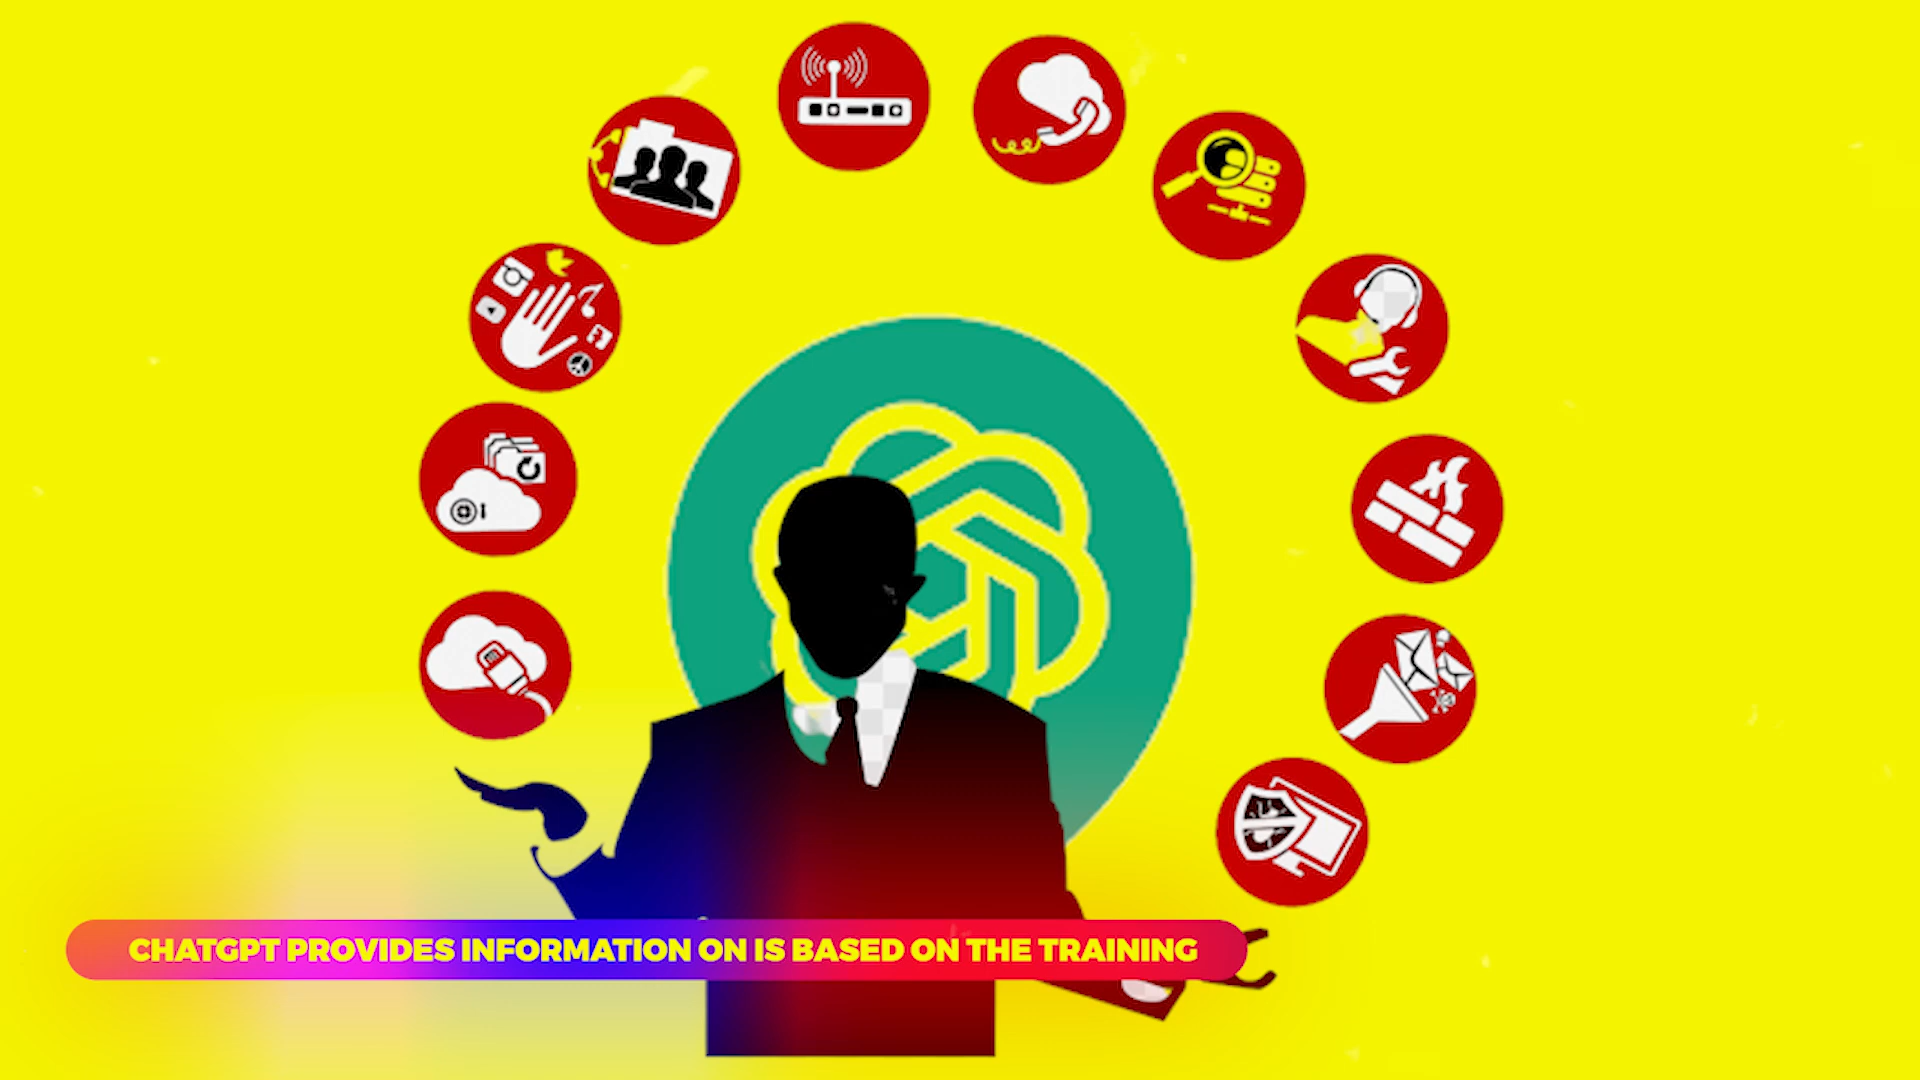 CHATGPT PROVIDES INFORMATION ON IS BASED ON THE TRAINING